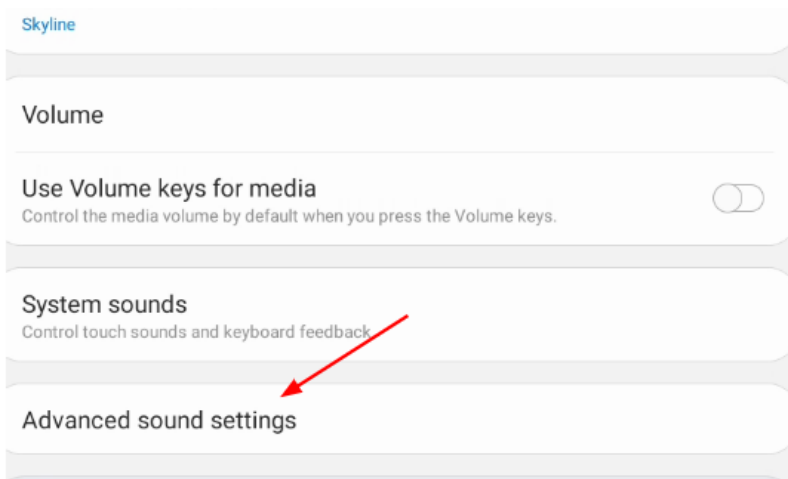 Skyline
Volume
Use Volume keys for media
Control the media volume by default when you press the Volume keys.
System sounds
Control touch sounds and keyboard feedback.
Advanced sound settings